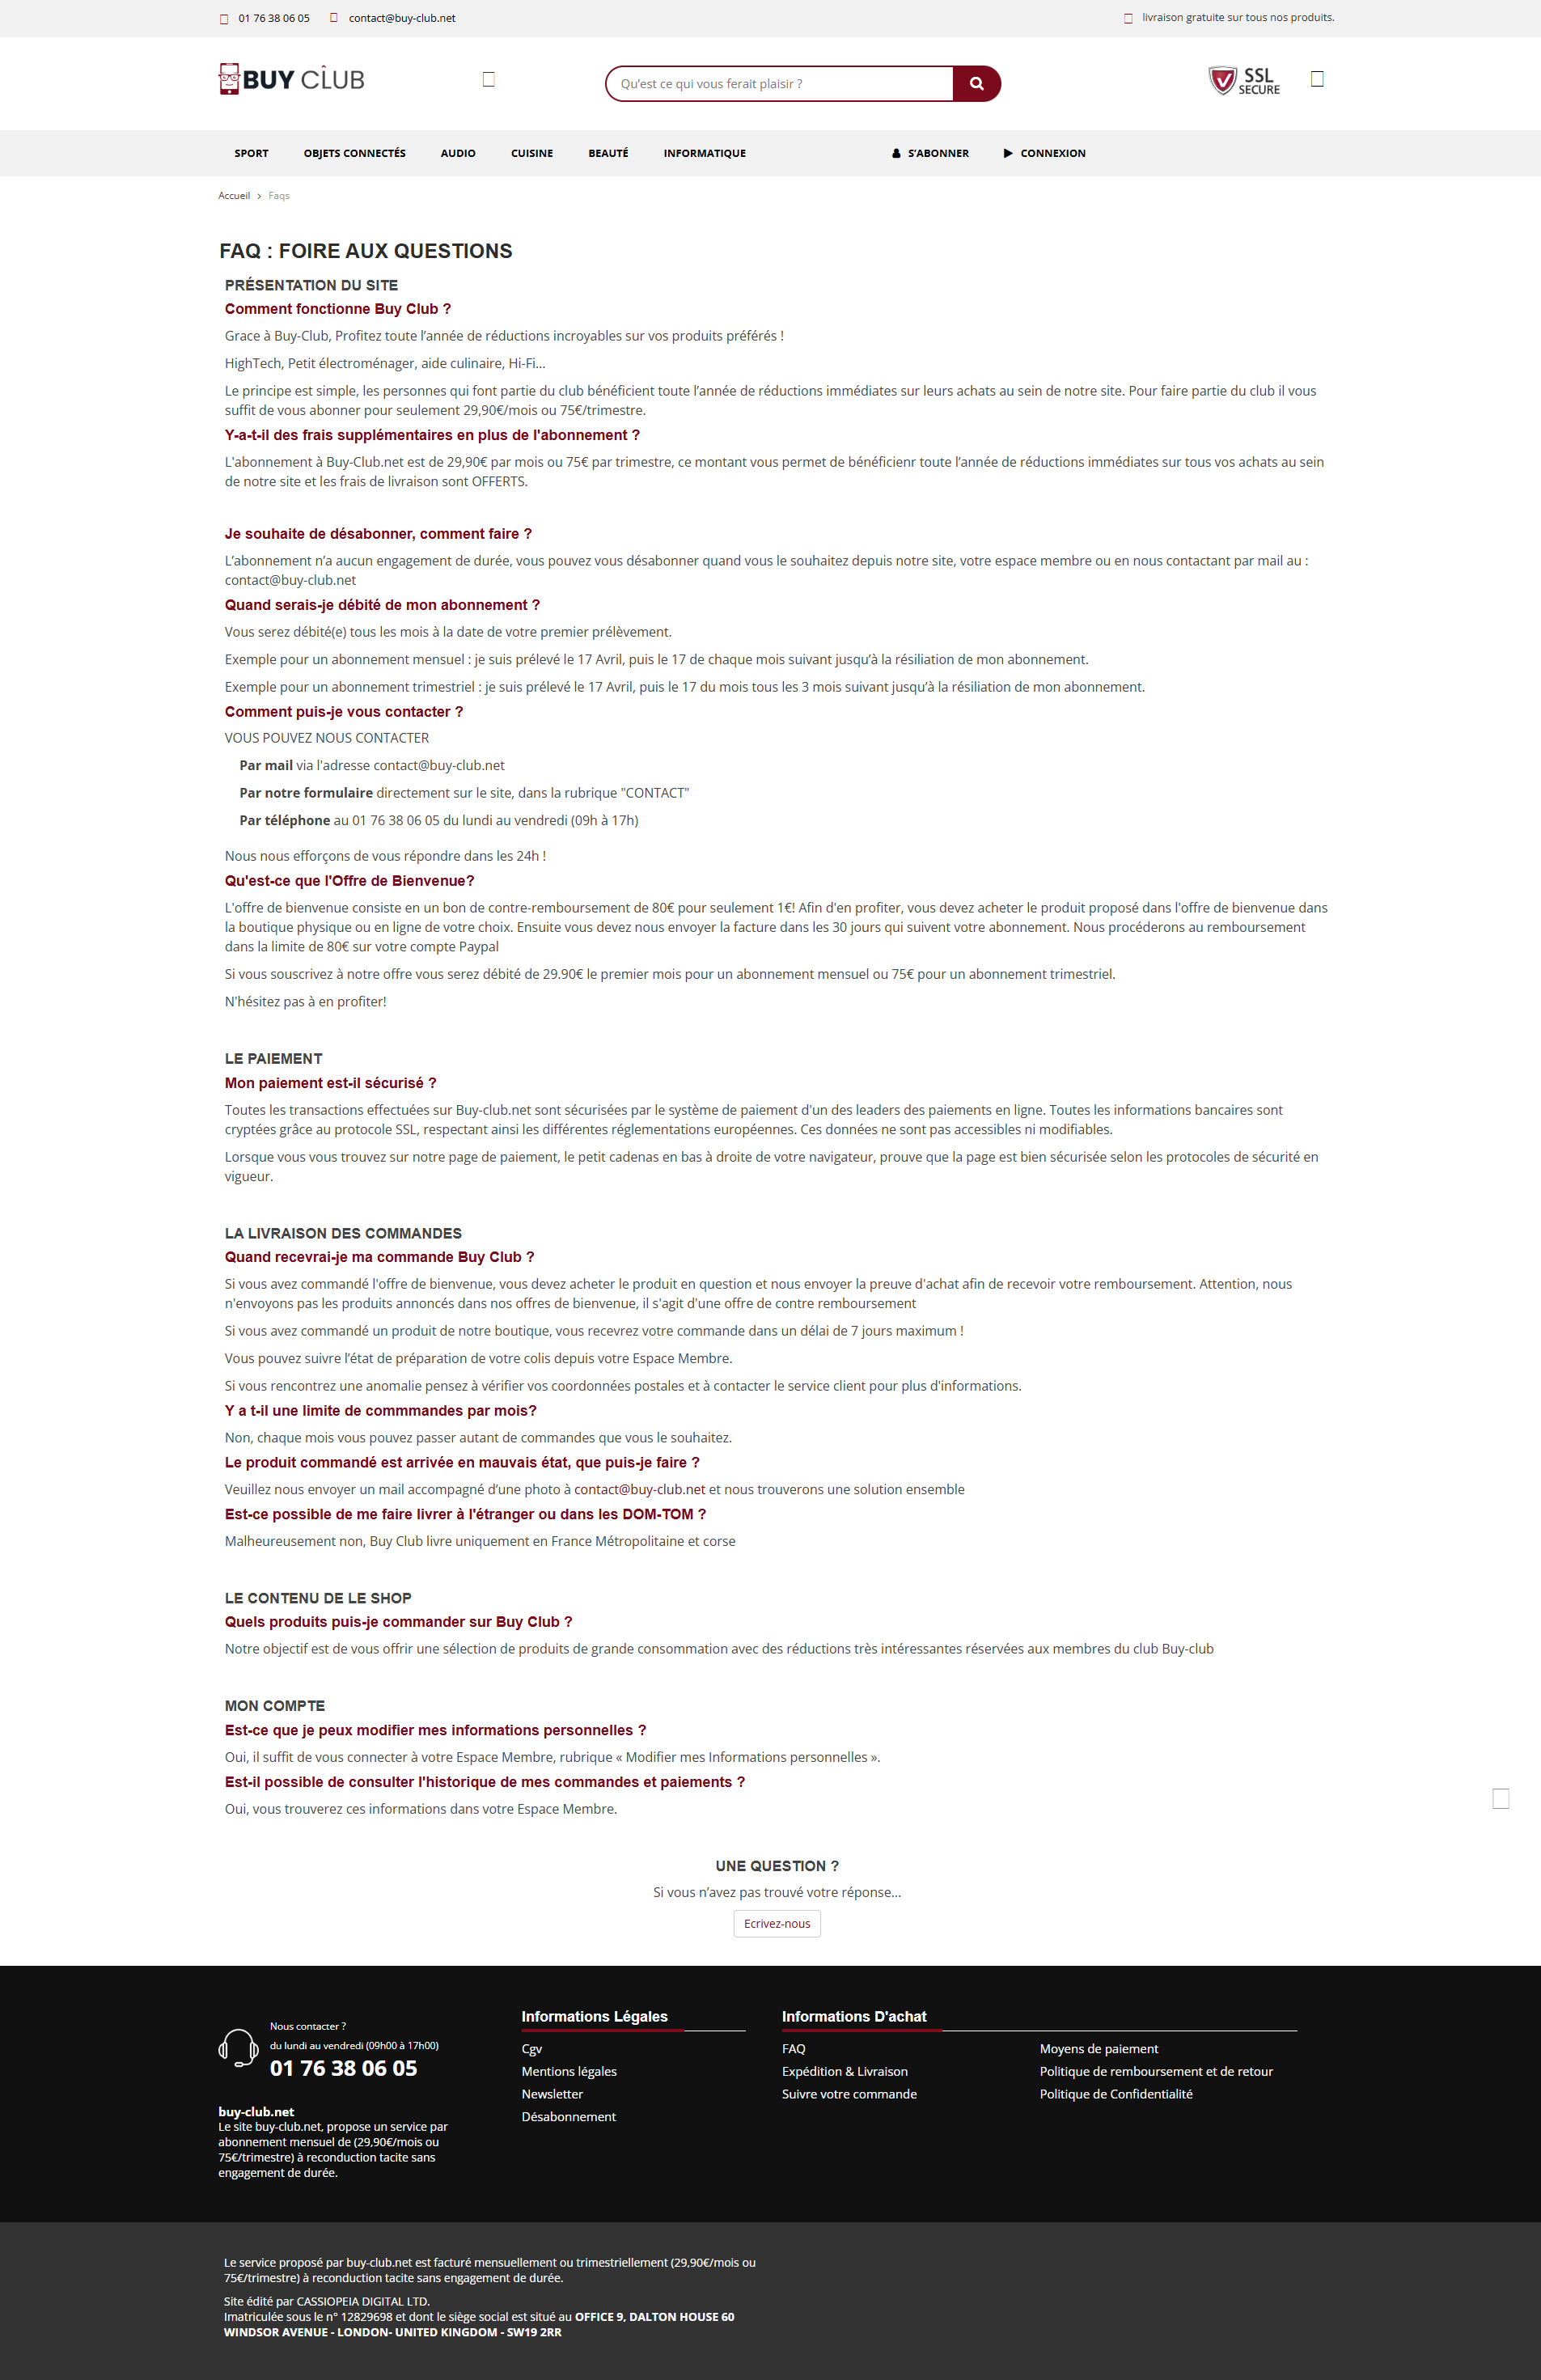 01 76 38 06 05 contact@buy-club.net livraison gratuite sur tous nos produits.
BUY CLUB
Qu’est ce qui vous ferait plaisir ?
SSL
SECURE
SPORT OBJETS CONNECTÉS AUDIO CUISINE BEAUTÉ INFORMATIQUE S’ABONNER CONNEXION
Accueil > Faqs
FAQ : FOIRE AUX QUESTIONS
PRÉSENTATION DU SITE
Comment fonctionne Buy Club ?
Grace à Buy-Club, Profitez toute l’année de réductions incroyables sur vos produits préférés !
HighTech, Petit électroménager, aide culinaire, Hi-Fi...
Le principe est simple, les personnes qui font partie du club bénéficient toute l’année de réductions immédiates sur leurs achats au sein de notre site. Pour faire partie du club il vous
suffit de vous abonner pour seulement 29,90€/mois ou 75€/trimestre.
Y-a-t-il des frais supplémentaires en plus de l'abonnement ?
L'abonnement à Buy-Club.net est de 29,90€ par mois ou 75€ par trimestre, ce montant vous permet de bénéficienr toute l’année de réductions immédiates sur tous vos achats au sein
de notre site et les frais de livraison sont OFFERTS.
Je souhaite de désabonner, comment faire ?
L’abonnement n’a aucun engagement de durée, vous pouvez vous désabonner quand vous le souhaitez depuis notre site, votre espace membre ou en nous contactant par mail au :
contact@buy-club.net
Quand serais-je débité de mon abonnement ?
Vous serez débité(e) tous les mois à la date de votre premier prélèvement.
Exemple pour un abonnement mensuel : je suis prélevé le 17 Avril, puis le 17 de chaque mois suivant jusqu’à la résiliation de mon abonnement.
Exemple pour un abonnement trimestriel : je suis prélevé le 17 Avril, puis le 17 du mois tous les 3 mois suivant jusqu’à la résiliation de mon abonnement.
Comment puis-je vous contacter ?
VOUS POUVEZ NOUS CONTACTER
Par mail via l'adresse contact@buy-club.net
Par notre formulaire directement sur le site, dans la rubrique "CONTACT"
Par téléphone au 01 76 38 06 05 du lundi au vendredi (09h à 17h)
Nous nous efforçons de vous répondre dans les 24h !
Qu'est-ce que l'Offre de Bienvenue?
L'offre de bienvenue consiste en un bon de contre-remboursement de 80€ pour seulement 1€! Afin d'en profiter, vous devez acheter le produit proposé dans l'offre de bienvenue dans
la boutique physique ou en ligne de votre choix. Ensuite vous devez nous envoyer la facture dans les 30 jours qui suivent votre abonnement. Nous procéderons au remboursement
dans la limite de 80€ sur votre compte Paypal
Si vous souscrivez à notre offre vous serez débité de 29.90€ le premier mois pour un abonnement mensuel ou 75€ pour un abonnement trimestriel.
N'hésitez pas à en profiter!
LE PAIEMENT
Mon paiement est-il sécurisé ?
Toutes les transactions effectuées sur Buy-club.net sont sécurisées par le système de paiement d'un des leaders des paiements en ligne. Toutes les informations bancaires sont
cryptées grâce au protocole SSL, respectant ainsi les différentes réglementations européennes. Ces données ne sont pas accessibles ni modifiables.
Lorsque vous vous trouvez sur notre page de paiement, le petit cadenas en bas à droite de votre navigateur, prouve que la page est bien sécurisée selon les protocoles de sécurité en
vigueur.
LA LIVRAISON DES COMMANDES
Quand recevrai-je ma commande Buy Club ?
Si vous avez commandé l'offre de bienvenue, vous devez acheter le produit en question et nous envoyer la preuve d'achat afin de recevoir votre remboursement. Attention, nous
n'envoyons pas les produits annoncés dans nos offres de bienvenue, il s'agit d'une offre de contre remboursement
Si vous avez commandé un produit de notre boutique, vous recevrez votre commande dans un délai de 7 jours maximum !
Vous pouvez suivre l’état de préparation de votre colis depuis votre Espace Membre.
Si vous rencontrez une anomalie pensez à vérifier vos coordonnées postales et à contacter le service client pour plus d'informations.
Y a t-il une limite de commmandes par mois?
Non, chaque mois vous pouvez passer autant de commandes que vous le souhaitez.
Le produit commandé est arrivée en mauvais état, que puis-je faire ?
Veuillez nous envoyer un mail accompagné d’une photo à contact@buy-club.net et nous trouverons une solution ensemble
Est-ce possible de me faire livrer à l'étranger ou dans les DOM-TOM ?
Malheureusement non, Buy Club livre uniquement en France Métropolitaine et corse
LE CONTENU DE LE SHOP
Quels produits puis-je commander sur Buy Club ?
Notre objectif est de vous offrir une sélection de produits de grande consommation avec des réductions très intéressantes réservées aux membres du club Buy-club
MON COMPTE
Est-ce que je peux modifier mes informations personnelles ?
Oui, il suffit de vous connecter à votre Espace Membre, rubrique « Modifier mes Informations personnelles ».
Est-il possible de consulter l'historique de mes commandes et paiements ?
Oui, vous trouverez ces informations dans votre Espace Membre.
UNE QUESTION ?
Si vous n’avez pas trouvé votre réponse...
Ecrivez-nous
Nous contacter ?
du lundi au vendredi (09h00 à 17h00)
01 76 38 06 05
buy-club.net
Le site buy-club.net, propose un service par
abonnement mensuel de (29,90€/mois ou
75€/trimestre) à reconduction tacite sans
engagement de durée.
Informations Légales
Cgv
Mentions légales
Newsletter
Désabonnement
Informations D'achat
FAQ
Expédition & Livraison
Suivre votre commande
Moyens de paiement
Politique de remboursement et de retour
Politique de Confidentialité
Le service proposé par buy-club.net est facturé mensuellement ou trimestriellement (29,90€/mois ou
75€/trimestre) à reconduction tacite sans engagement de durée.
Site édité par CASSIOPEIA DIGITAL LTD.
Imatriculée sous le n° 12829698 et dont le siège social est situé au OFFICE 9, DALTON HOUSE 60
WINDSOR AVENUE - LONDON- UNITED KINGDOM - SW19 2RR